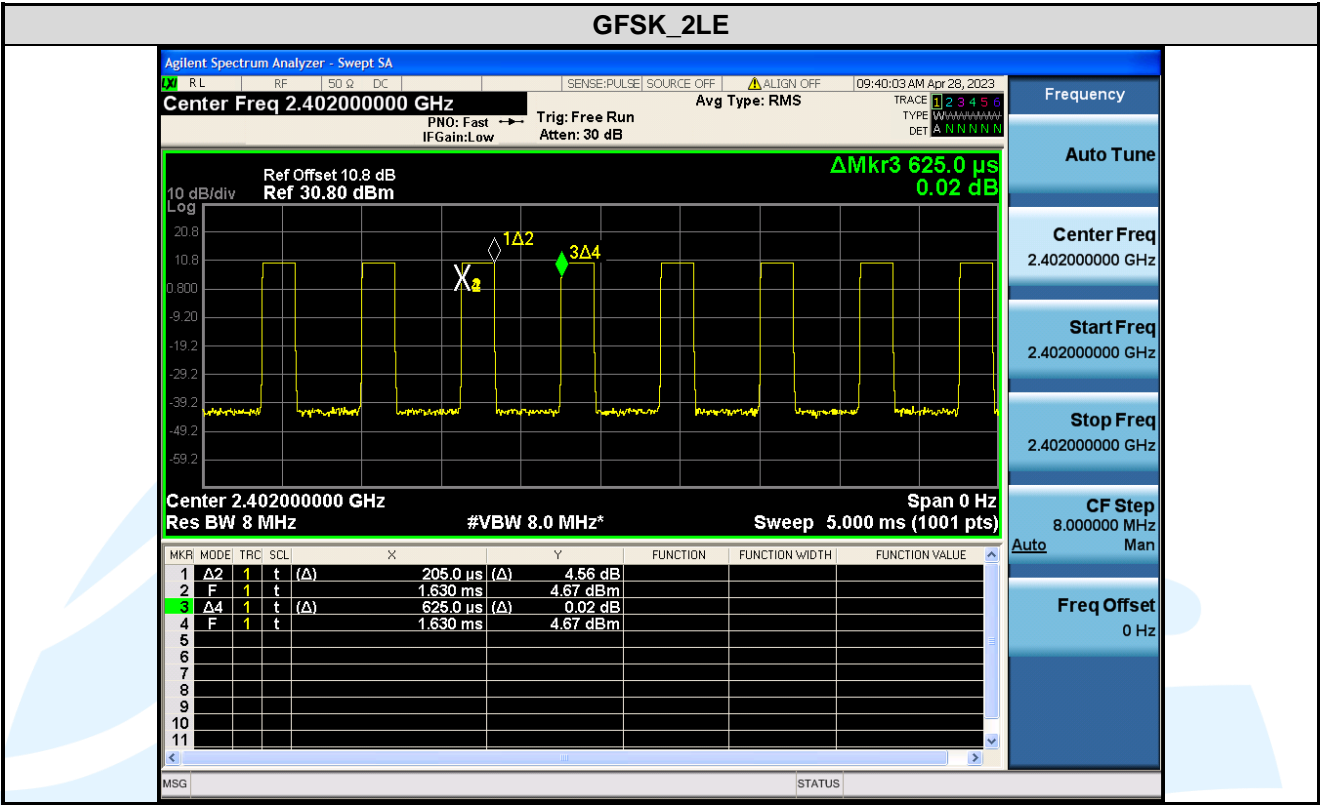 GFSK_2LE
Agilent Spectrum Analyzer - Swept SA
LXI RL RF 50 Ω DC SENSE:PULSE SOURCE OFF ALIGN OFF 09:40:03 AM Apr 28, 2023
Center Freq 2.402000000 GHz
PNO: Fast
IFGain:Low
Trig: Free Run
Atten: 30 dB
Avg Type: RMS
TRACE 1 2 3 4 5 6
TYPE WWWWWW
DET A N N N N N
ΔMkr3 625.0 µs
0.02 dB
Ref Offset 10.8 dB
10 dB/div Ref 30.80 dBm
Log
20.8
10.8
0.800
-9.20
-19.2
-29.2
-39.2
-49.2
-59.2
1Δ2
3Δ4
X
Center 2.402000000 GHz Span 0 Hz
Res BW 8 MHz #VBW 8.0 MHz* Sweep 5.000 ms (1001 pts)
MKR MODE TRC SCL X Y FUNCTION FUNCTION WIDTH FUNCTION VALUE
1 Δ2 1 t (Δ) 205.0 µs (Δ) 4.56 dB
2 F 1 t 1.630 ms 4.67 dBm
3 Δ4 1 t (Δ) 625.0 µs (Δ) 0.02 dB
4 F 1 t 1.630 ms 4.67 dBm
5
6
7
8
9
10
11
MSG STATUS
Frequency
Auto Tune
Center Freq
2.402000000 GHz
Start Freq
2.402000000 GHz
Stop Freq
2.402000000 GHz
CF Step
8.000000 MHz
Auto Man
Freq Offset
0 Hz